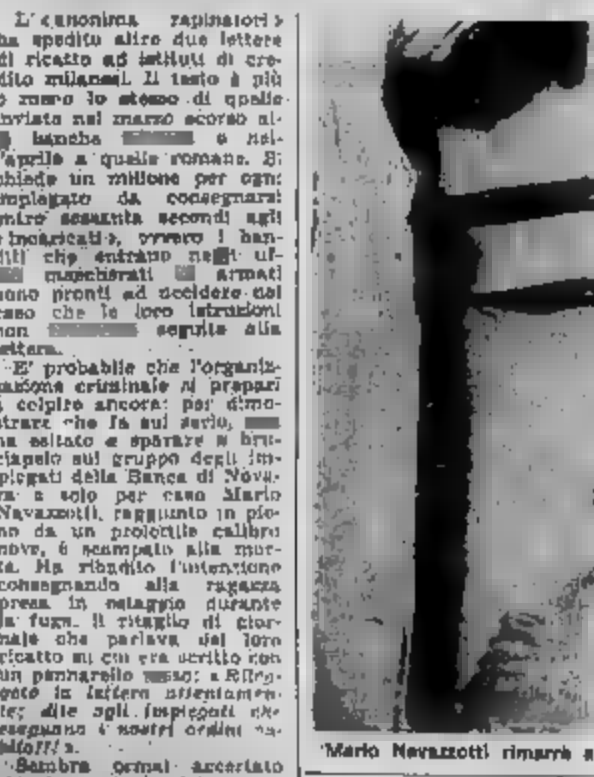 L'«anonima rapinatori»
ha spedito altre due lettere
di ricatto ad istituti di cre-
dito milanesi. Il testo è più
o meno lo stesso di quelle
inviate nel marzo scorso al-
banche e nel-
l'aprile a quelle romane. Si
chiede un milione per ogni
impiegato da consegnarsi
entro sessanta secondi agli
«incaricati», ovvero i ban-
diti che entrano uf-
mascherati armati
sono pronti ad uccidere nel
caso che le loro istruzioni
non seguite alla
lettera.
E' probabile che l'organiz-
zazione criminale si prepari
a colpire ancora: per dimo-
strare che fa sul serio,
ha esitato a sparare a bru-
ciapelo sul gruppo degli im-
piegati della Banca di Nova-
ra e solo per caso Mario
Navazzotti, raggiunto in pie-
no da un proiettile calibro
nove, è scampato alla mor-
te. Ha ribadito l'intenzione
consegnando alla ragazza
presa in ostaggio durante
la fuga, il ritaglio di gior-
nale che parlava del loro
ricatto su cui era scritto con
un pennarello rosso: «Rileg-
gete la lettera attentamen-
te; dite agli impiegati che
eseguano i nostri ordini su-
bito!!!».
Sembra ormai accertato
Mario Navazzotti rimarrà a